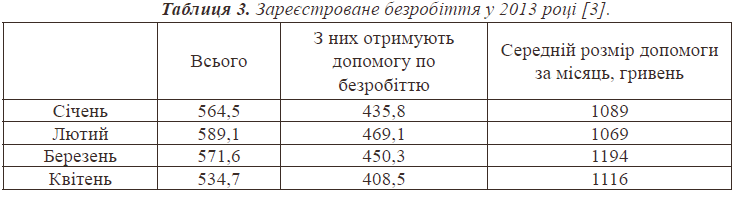 Таблиця 3. Зареєстроване безробіття у 2013 році [3].
Всього
З них отримують
допомогу по
безробіттю
Середній розмір допомоги
за місяць, гривень
Січень 564,5 435,8 1089
Лютий 589,1 469,1 1069
Березень 571,6 450,3 1194
Квітень 534,7 408,5 1116